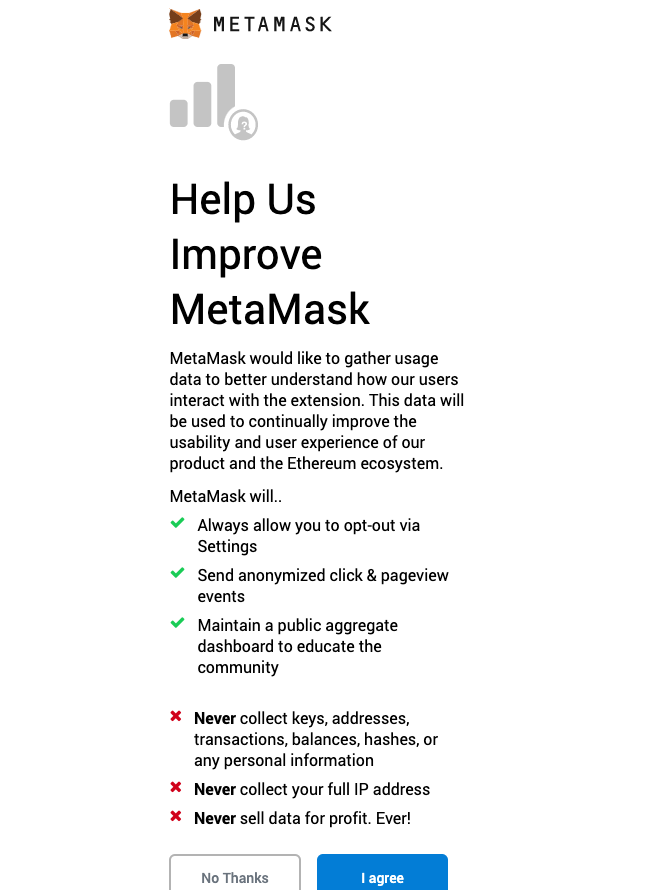 METAMASK
Help Us
Improve
MetaMask
MetaMask would like to gather usage
data to better understand how our users
interact with the extension. This data will
be used to continually improve the
usability and user experience of our
product and the Ethereum ecosystem.
MetaMask will..
Always allow you to opt-out via
Settings
Send anonymized click & pageview
events
Maintain a public aggregate
dashboard to educate the
community
Never collect keys, addresses,
transactions, balances, hashes, or
any personal information
Never collect your full IP address
Never sell data for profit. Ever!
No Thanks
I agree